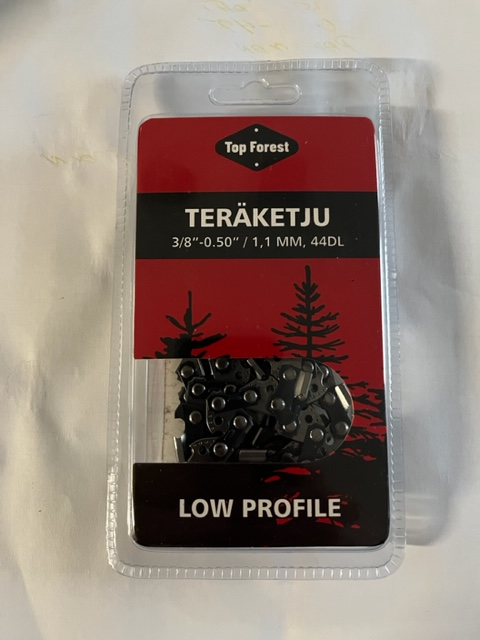 Top Forest
TERÄKETJU
3/8”-0.50” / 1,1 MM, 44DL
LOW PROFILE